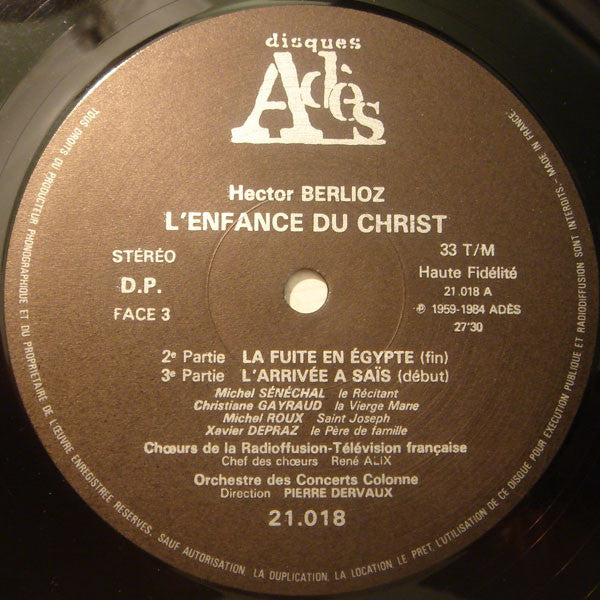 disques
Adès
Hector BERLIOZ
L'ENFANCE DU CHRIST
STÉRÉO
D.P.
FACE 3
33 T/M
Haute Fidélité
21.018 A
℗ 1959-1984 ADÈS
27'30
2e Partie LA FUITE EN ÉGYPTE (fin)
3e Partie L'ARRIVÉE A SAÏS (début)
Michel SÉNÉCHAL le Récitant
Christiane GAYRAUD la Vierge Marie
Michel ROUX Saint Joseph
Xavier DEPRAZ le Père de famille
Chœurs de la Radioffusion-Télévision française
Chef des chœurs René ALIX
Orchestre des Concerts Colonne
Direction PIERRE DERVAUX
21.018
TOUS DROITS DU PRODUCTEUR PHONOGRAPHIQUE ET DU PROPRIETAIRE DE L'ŒUVRE ENREGISTREE RESERVES, SAUF AUTORISATION, LA DUPLICATION, LA LOCATION, LE PRET, L'UTILISATION DE CE DISQUE POUR EXECUTION PUBLIQUE ET RADIODIFFUSION SONT INTERDITS - MADE IN FRANCE.